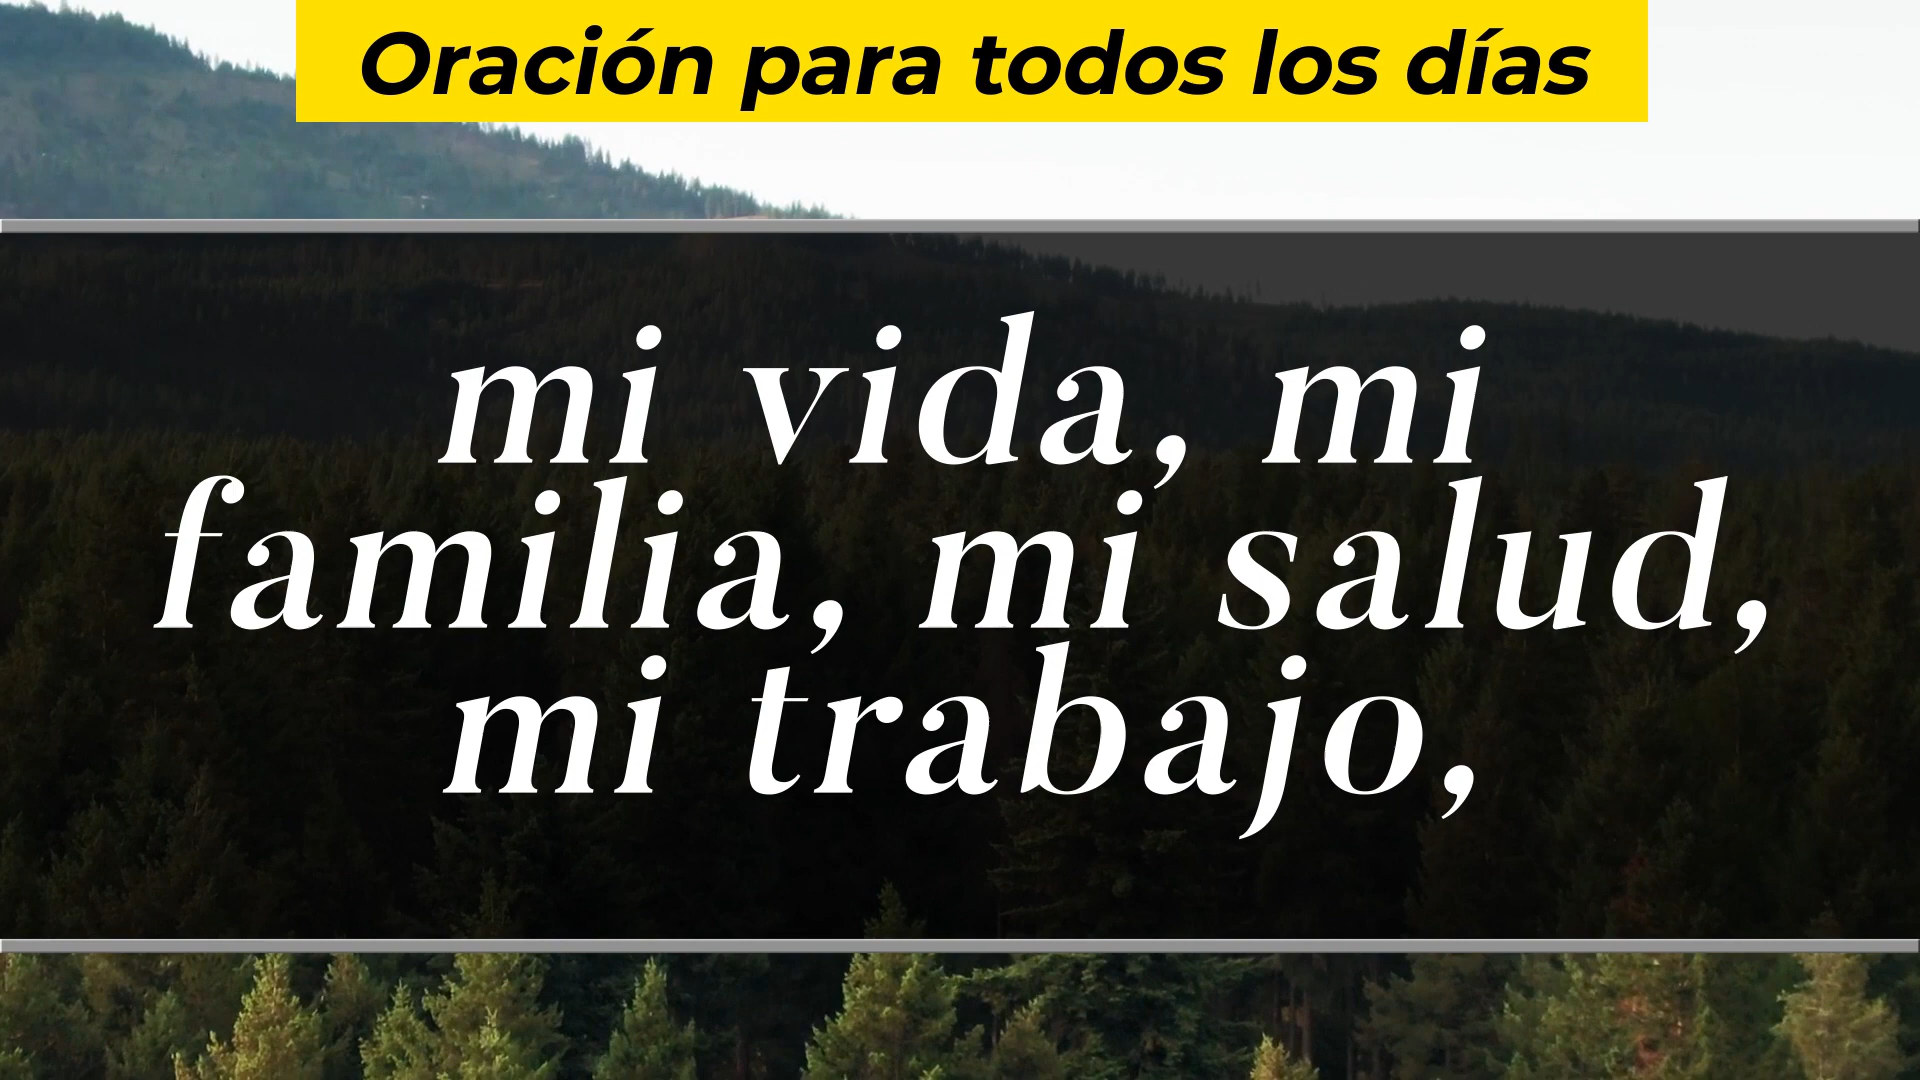 Oración para todos los días
mi vida, mi
familia, mi salud,
mi trabajo,